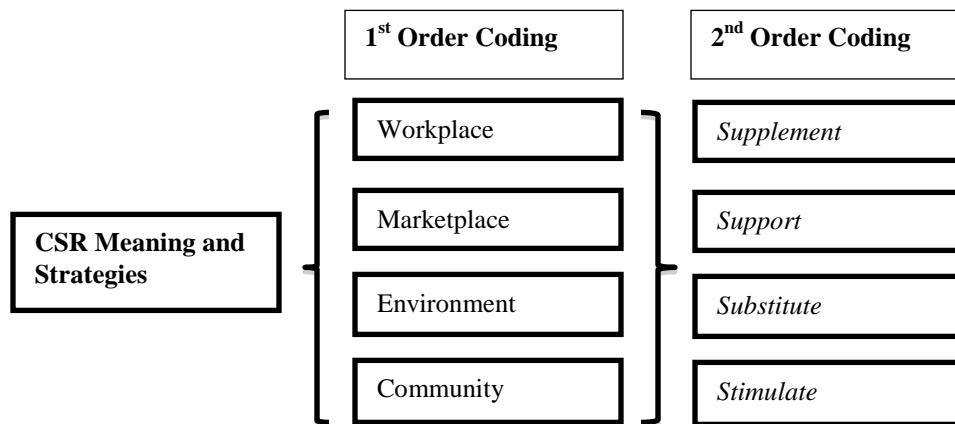 1st Order Coding
2nd Order Coding
Workplace
Supplement
Marketplace
Support
CSR Meaning and
Strategies
Environment
Substitute
Community
Stimulate